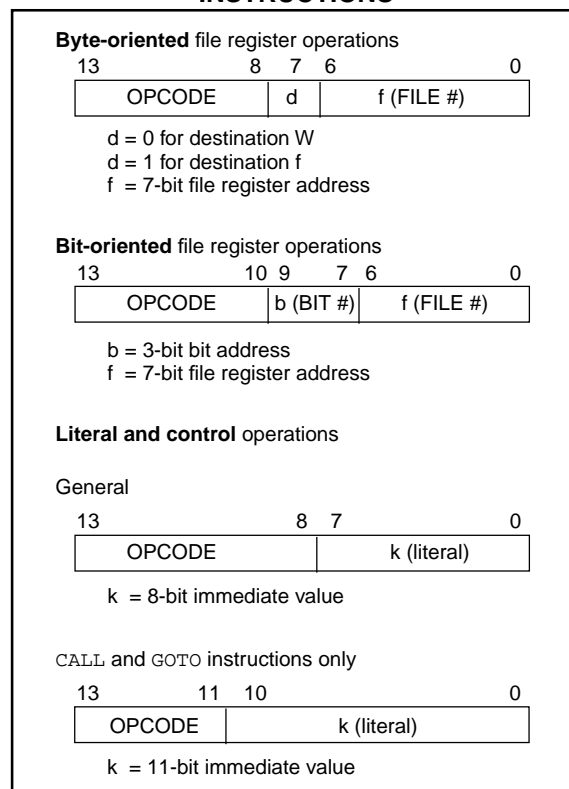 INSTRUCTIONS
Byte-oriented file register operations
13 8 7 6 0
OPCODE d f (FILE #)
d = 0 for destination W
d = 1 for destination f
f = 7-bit file register address
Bit-oriented file register operations
13 10 9 7 6 0
OPCODE b (BIT #) f (FILE #)
b = 3-bit bit address
f = 7-bit file register address
Literal and control operations
General
13 8 7 0
OPCODE k (literal)
k = 8-bit immediate value
CALL and GOTO instructions only
13 11 10 0
OPCODE k (literal)
k = 11-bit immediate value